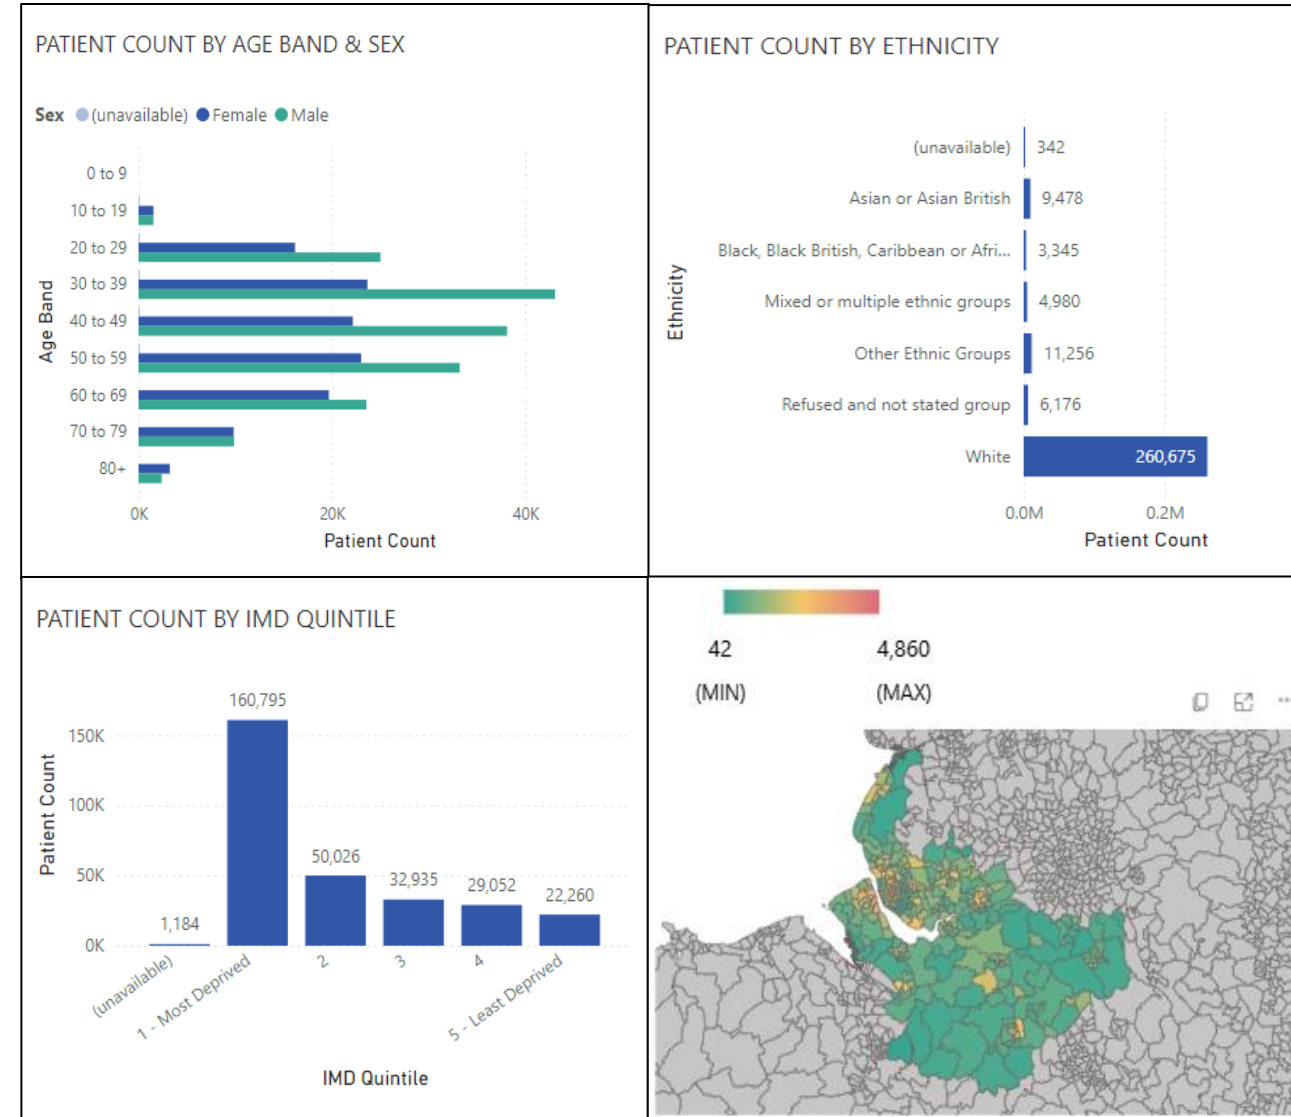 PATIENT COUNT BY AGE BAND & SEX
Sex (unavailable) Female Male
Age Band
0 to 9
10 to 19
20 to 29
30 to 39
40 to 49
50 to 59
60 to 69
70 to 79
80+
0K 20K 40K
Patient Count
PATIENT COUNT BY ETHNICITY
Ethnicity
(unavailable) 342
Asian or Asian British 9,478
Black, Black British, Caribbean or Afri... 3,345
Mixed or multiple ethnic groups 4,980
Other Ethnic Groups 11,256
Refused and not stated group 6,176
White 260,675
0.0M 0.2M
Patient Count
PATIENT COUNT BY IMD QUINTILE
Patient Count
150K
100K
50K
0K
1,184
160,795
50,026
32,935
29,052
22,260
(unavailable)
1 - Most Deprived
2
3
4
5 - Least Deprived
IMD Quintile
42 4,860
(MIN) (MAX)